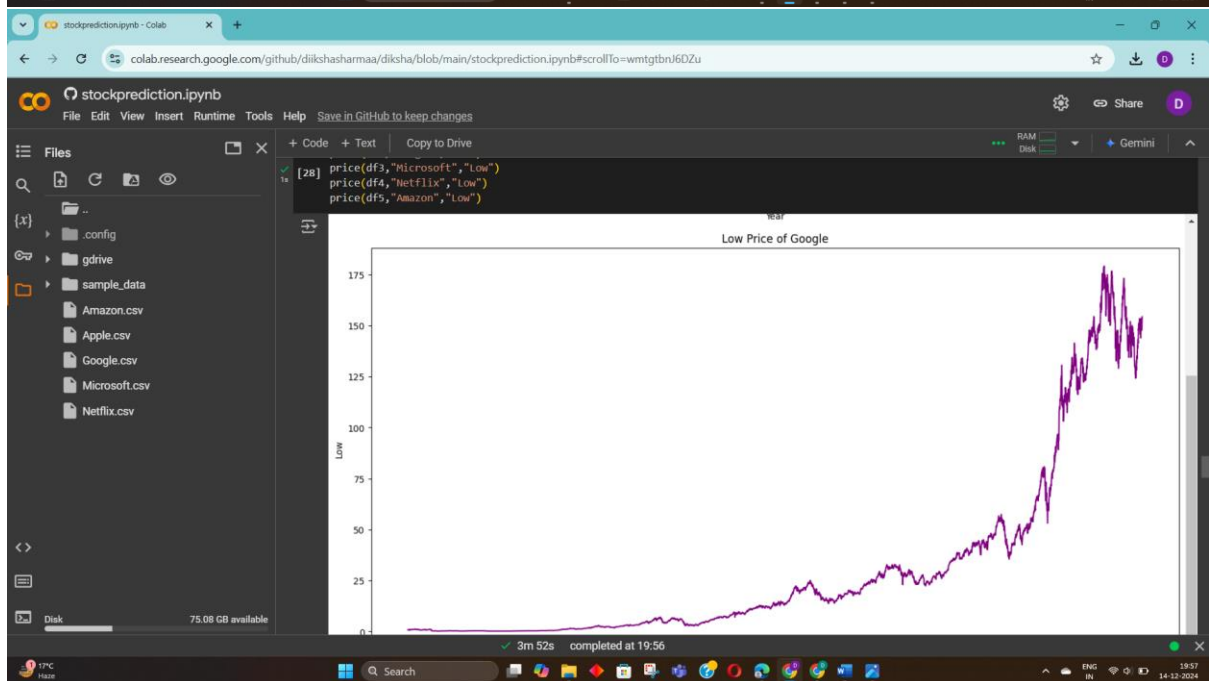 stockprediction.ipynb - Colab
colab.research.google.com/github/diikshasharmaa/diksha/blob/main/stockprediction.ipynb#scrollTo=wmtgtbnJ6DZu
D
stockprediction.ipynb
File Edit View Insert Runtime Tools Help Save in GitHub to keep changes
Share
D
Files
+ Code + Text Copy to Drive
RAM
Disk
Gemini
[28]
1s
price(df3,"Microsoft","Low")
price(df4,"Netflix","Low")
price(df5,"Amazon","Low")
{x}
..
.config
gdrive
sample_data
Amazon.csv
Apple.csv
Google.csv
Microsoft.csv
Netflix.csv
Year
Low Price of Google
175
150
125
100
75
50
25
0
Low
Disk 75.08 GB available
3m 52s completed at 19:56
1
17°C
Haze
Search
ENG
IN
19:57
14-12-2024